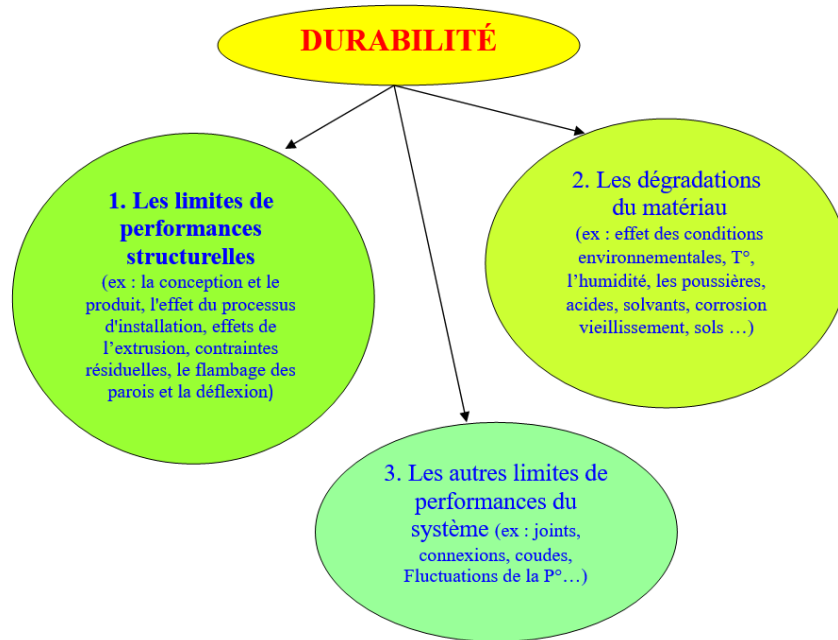 DURABILITÉ
1. Les limites de
performances
structurelles
(ex : la conception et le
produit, l'effet du processus
d'installation, effets de
l’extrusion, contraintes
résiduelles, le flambage des
parois et la déflexion)
2. Les dégradations
du matériau
(ex : effet des conditions
environnementales, T°,
l’humidité, les poussières,
acides, solvants, corrosion
vieillissement, sols …)
3. Les autres limites de
performances du
système (ex : joints,
connexions, coudes,
Fluctuations de la P°…)